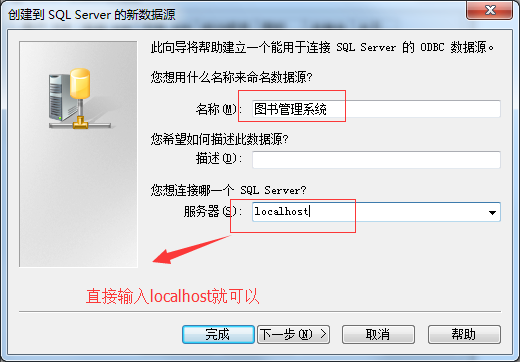 创建到 SQL Server 的新数据源
此向导将帮助建立一个能用于连接 SQL Server 的 ODBC 数据源。
您想用什么名称来命名数据源?
名称(M): 图书管理系统
您希望如何描述此数据源?
描述(D):
您想连接哪一个 SQL Server?
服务器(S): localhost
直接输入localhost就可以
完成 下一步(N) > 取消 帮助